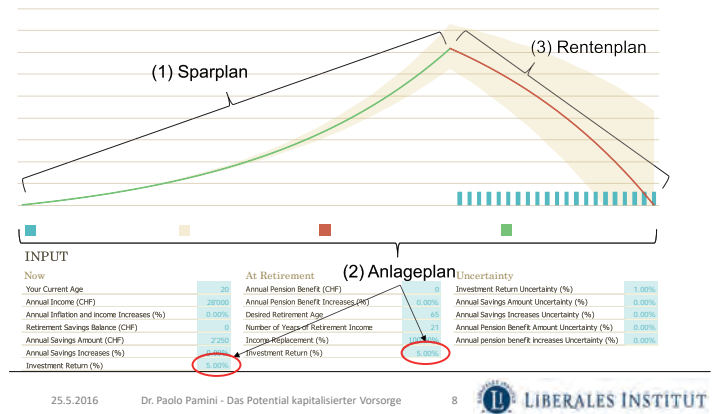 (1) Sparplan
(3) Rentenplan
INPUT
(2) Anlageplan
Now
Your Current Age 20
Annual Income (CHF) 28'000
Annual Inflation and income Increases (%) 0.00%
Retirement Savings Balance (CHF) 0
Annual Savings Amount (CHF) 2'250
Annual Savings Increases (%) 0.00%
Investment Return (%) 5.00%
At Retirement
Annual Pension Benefit (CHF) 0
Annual Pension Benefit Increases (%) 0.00%
Desired Retirement Age 65
Number of Years of Retirement Income 21
Income Replacement (%)
Investment Return (%) 5.00%
Uncertainty
Investment Return Uncertainty (%) 1.00%
Annual Savings Amount Uncertainty (%) 0.00%
Annual Savings Increases Uncertainty (%) 0.00%
Annual Pension Benefit Amount Uncertainty (%) 0.00%
Annual pension benefit increases Uncertainty (%) 0.00%
25.5.2016 Dr. Paolo Pamini - Das Potential kapitalisierter Vorsorge 8
LIBERALES INSTITUT